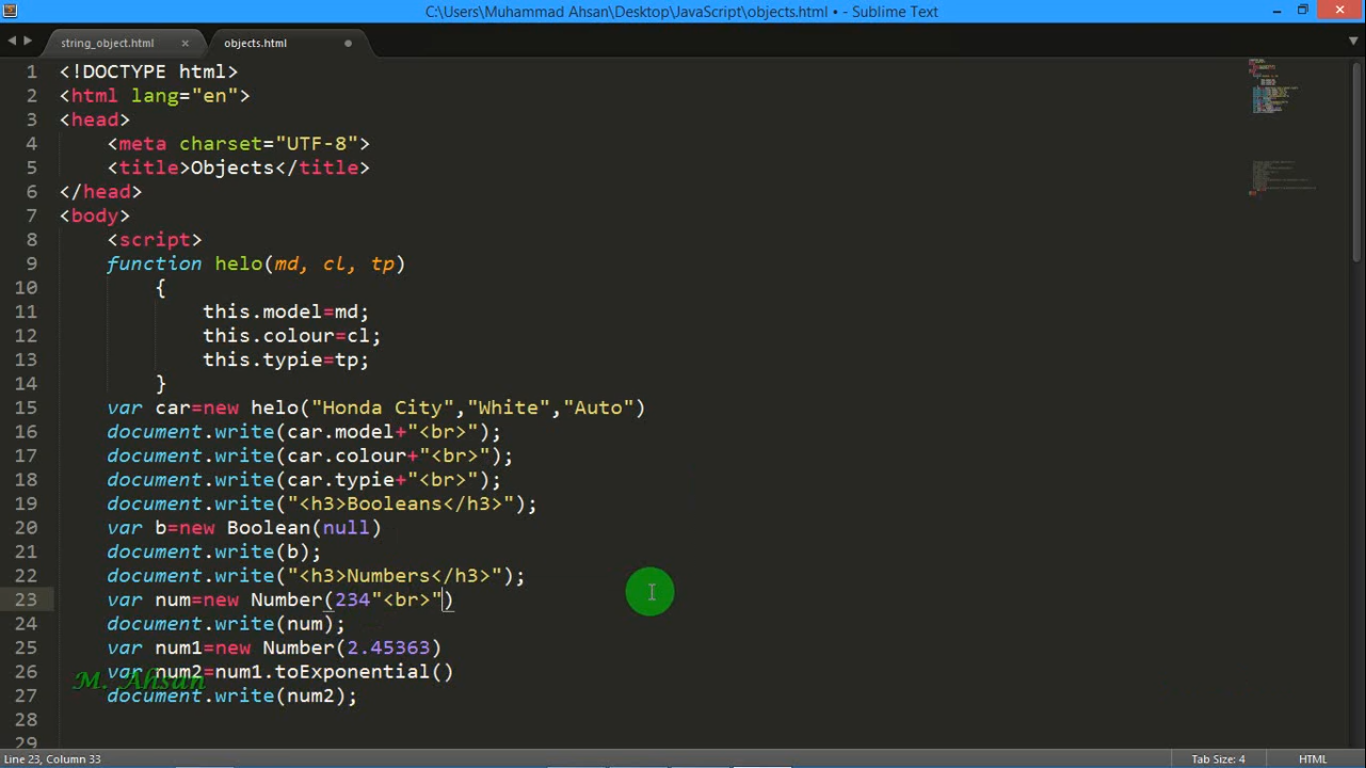 C:\Users\Muhammad Ahsan\Desktop\JavaScript\objects.html • - Sublime Text
string_object.html × objects.html
1 <!DOCTYPE html>
2 <html lang="en">
3 <head>
4 <meta charset="UTF-8">
5 <title>Objects</title>
6 </head>
7 <body>
8 <script>
9 function helo(md, cl, tp)
10 {
11 this.model=md;
12 this.colour=cl;
13 this.typie=tp;
14 }
15 var car=new helo("Honda City","White","Auto")
16 document.write(car.model+"<br>");
17 document.write(car.colour+"<br>");
18 document.write(car.typie+"<br>");
19 document.write("<h3>Booleans</h3>");
20 var b=new Boolean(null)
21 document.write(b);
22 document.write("<h3>Numbers</h3>");
23 var num=new Number(234"<br>")
24 document.write(num);
25 var num1=new Number(2.45363)
26 var num2=num1.toExponential()
M. Ahsan
27 document.write(num2);
28
29
Line 23, Column 33 Tab Size: 4 HTML